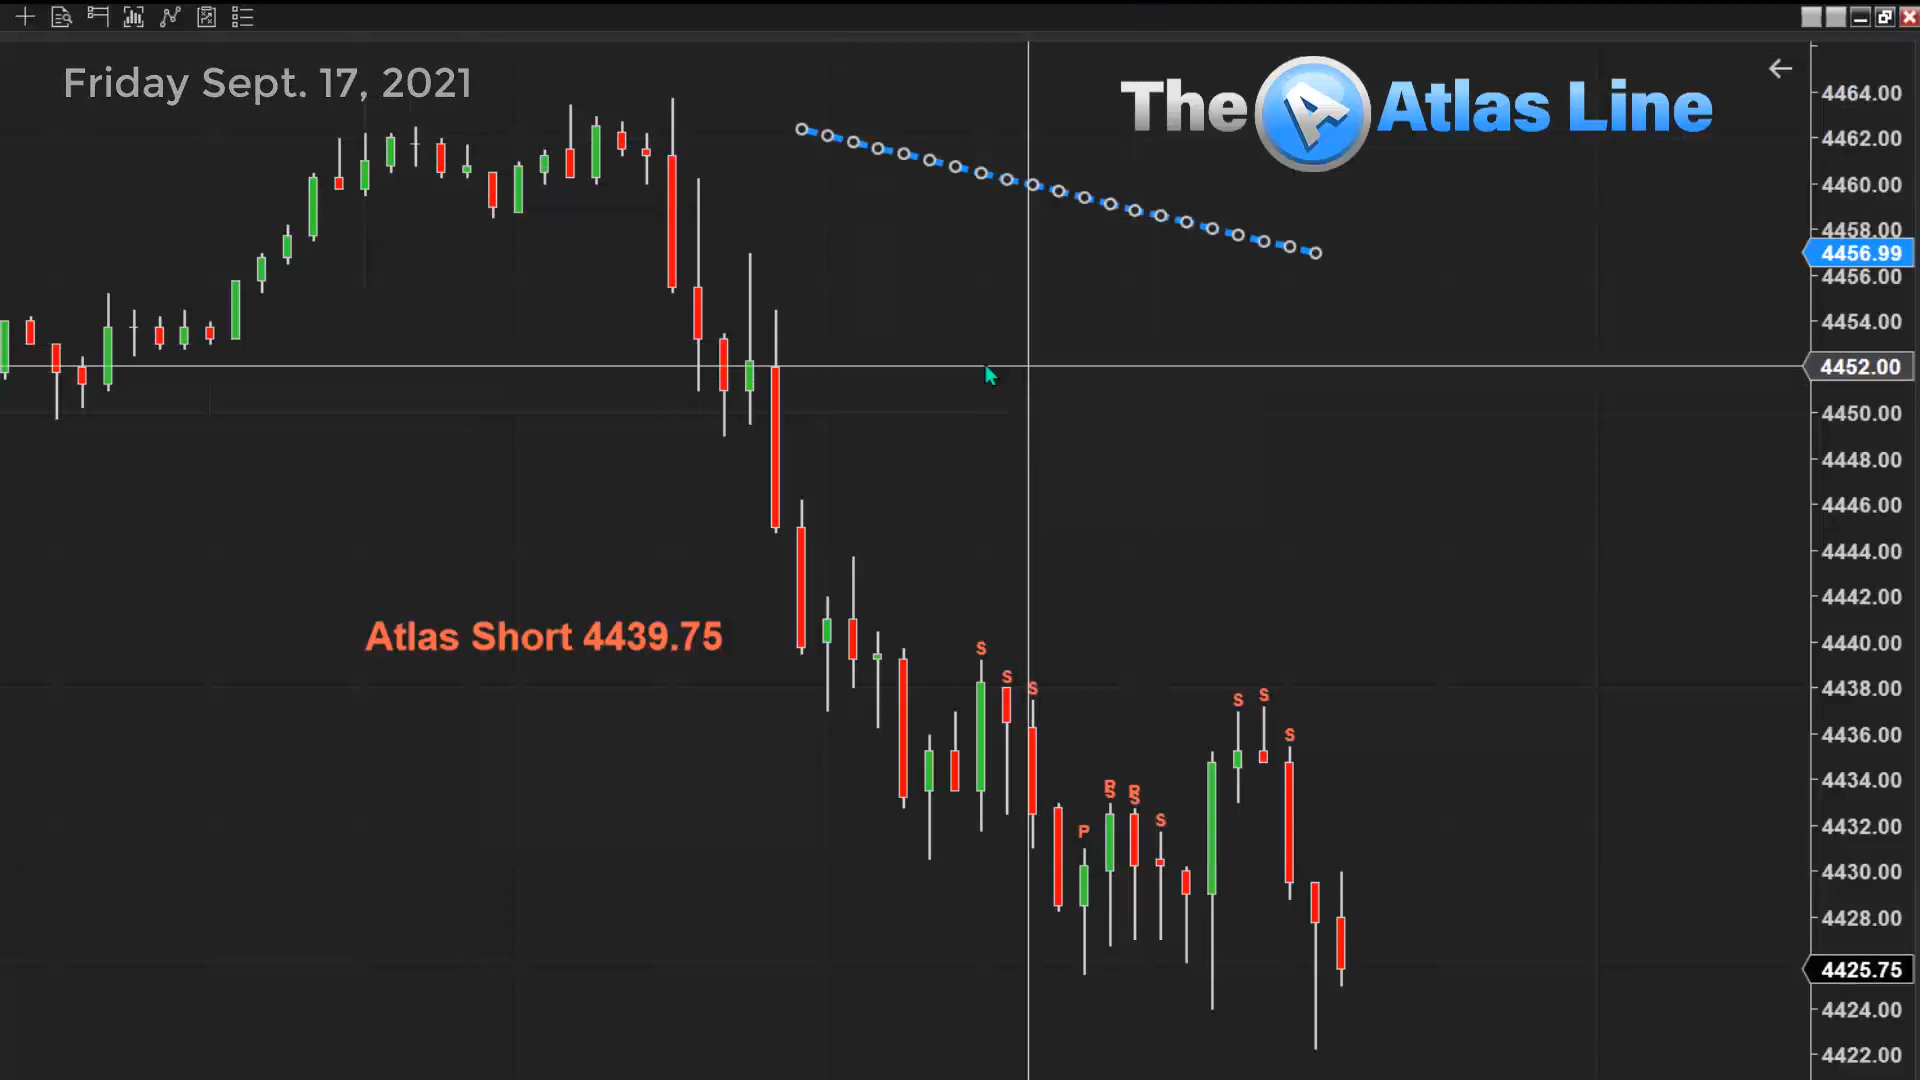 Friday Sept. 17, 2021
The Atlas Line
4464.00
4462.00
4460.00
4458.00
4456.99
4456.00
4454.00
4452.00
4450.00
4448.00
4446.00
4444.00
4442.00
Atlas Short 4439.75
4440.00
S
S
S
4438.00
S
S
S
4436.00
4434.00
P
S
4432.00
4430.00
4428.00
4425.75
4424.00
4422.00